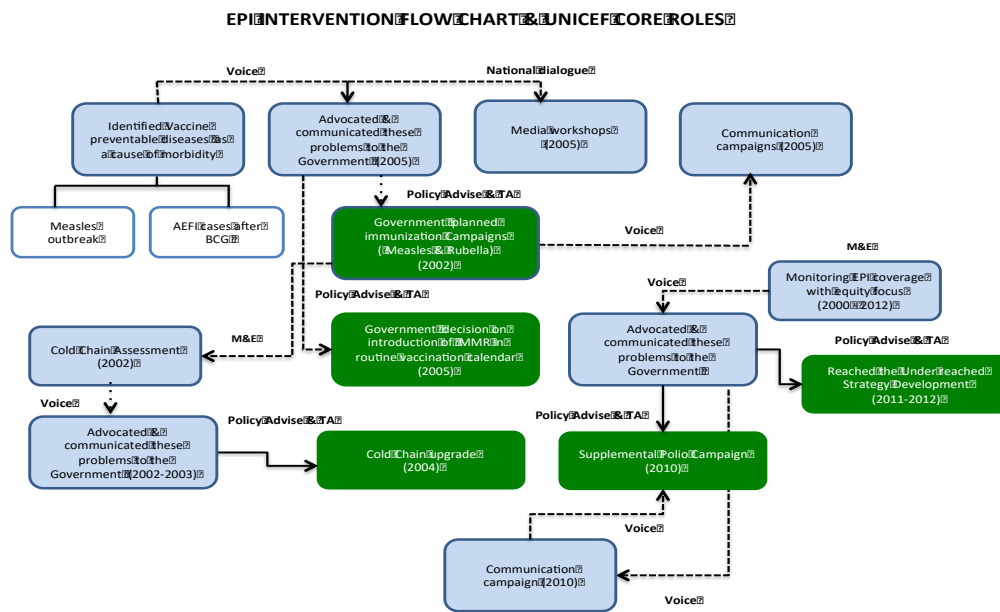 EPI INTERVENTION FLOW CHART & UNICEF CORE ROLES
Voice
National dialogue
Identified Vaccine
preventable diseases as
a cause of morbidity
Advocated &
communicated these
problems to the
Government (2005)
Media workshops
(2005)
Communication
campaigns (2005)
Measles
outbreak
AEFI cases after
BCG
Policy Advise & TA
Government planned
immunization Campaigns
( Measles & Rubella)
(2002)
Voice
M&E
Monitoring EPI coverage
with equity focus
(2000 - 2012)
Voice
Policy Advise & TA
Government decision on
introduction of MMR in
routine vaccination calendar
(2005)
M&E
Cold Chain Assessment
(2002)
Advocated &
communicated these
problems to the
Government
Policy Advise & TA
Reached the Under reached
Strategy Development
(2011-2012)
Voice
Advocated &
communicated these
problems to the
Government (2002-2003)
Policy Advise & TA
Cold Chain upgrade
(2004)
Policy Advise & TA
Supplemental Polio Campaign
(2010)
Voice
Voice
Communication
campaign (2010)
Voice